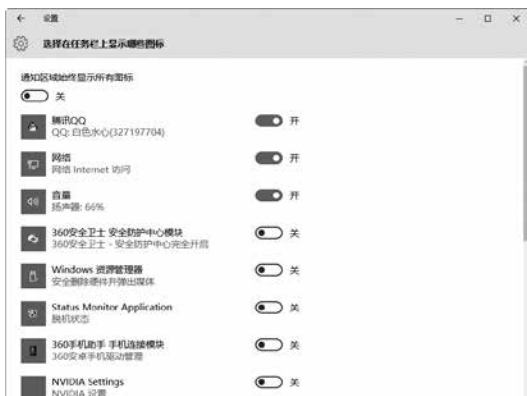 设置
选择在任务栏上显示哪些图标
通知区域始终显示所有图标
关
腾讯QQ
开
QQ: 白色水心(327197704)
网络
开
网络 Internet 访问
音量
开
扬声器: 66%
360安全卫士 安全防护中心模块
关
360安全卫士 - 安全防护中心完全开启
Windows 资源管理器
关
安全删除硬件并弹出媒体
Status Monitor Application
关
脱机状态
360手机助手 手机连接模块
关
360安卓手机驱动管理
NVIDIA Settings
关
NVIDIA 设置